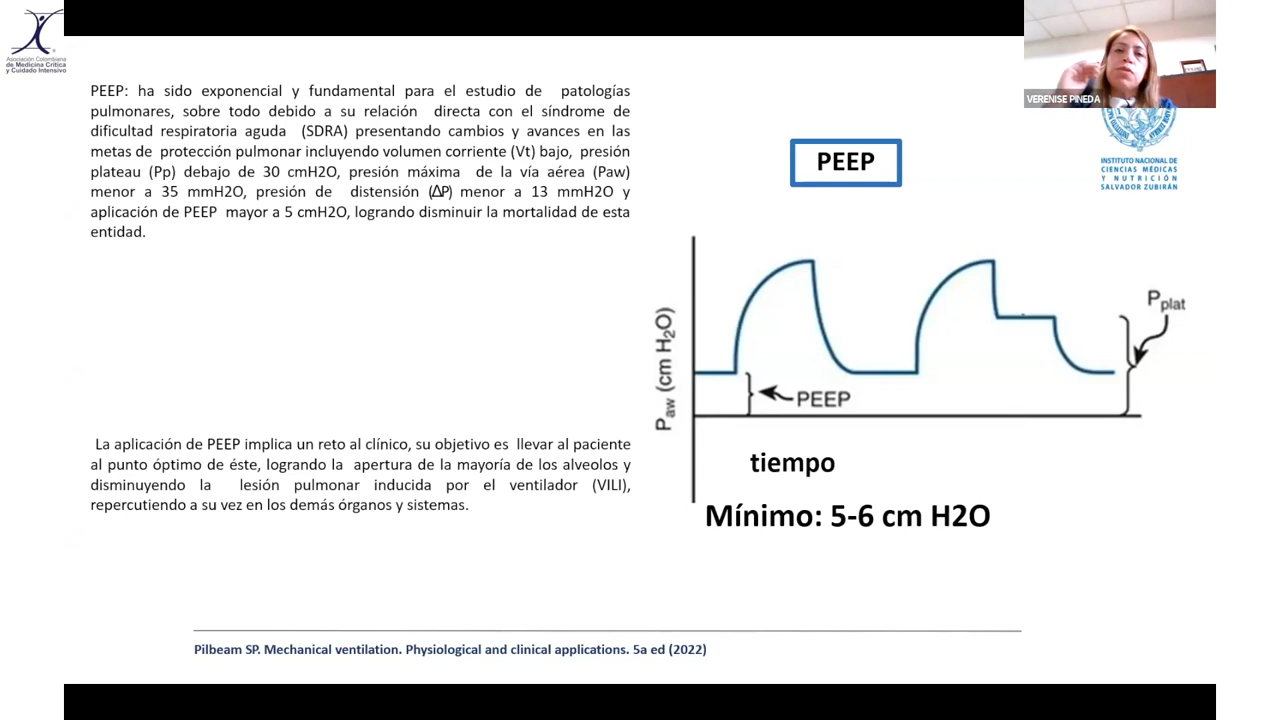 Asociación Colombiana
de Medicina Crítica
y Cuidado Intensivo
PEEP: ha sido exponencial y fundamental para el estudio de patologías
pulmonares, sobre todo debido a su relación directa con el síndrome de
dificultad respiratoria aguda (SDRA) presentando cambios y avances en las
metas de protección pulmonar incluyendo volumen corriente (Vt) bajo, presión
plateau (Pp) debajo de 30 cmH2O, presión máxima de la vía aérea (Paw)
menor a 35 mmH2O, presión de distensión (∆P) menor a 13 mmH2O y
aplicación de PEEP mayor a 5 cmH2O, logrando disminuir la mortalidad de esta
entidad.
La aplicación de PEEP implica un reto al clínico, su objetivo es llevar al paciente
al punto óptimo de éste, logrando la apertura de la mayoría de los alveolos y
disminuyendo la lesión pulmonar inducida por el ventilador (VILI),
repercutiendo a su vez en los demás órganos y sistemas.
VERENISE PINEDA
INSTITUTO NACIONAL DE
CIENCIAS MÉDICAS
Y NUTRICIÓN
SALVADOR ZUBIRÁN
PEEP
Paw (cm H2O)
Pplat
PEEP
tiempo
Mínimo: 5-6 cm H2O
Pilbeam SP. Mechanical ventilation. Physiological and clinical applications. 5a ed (2022)